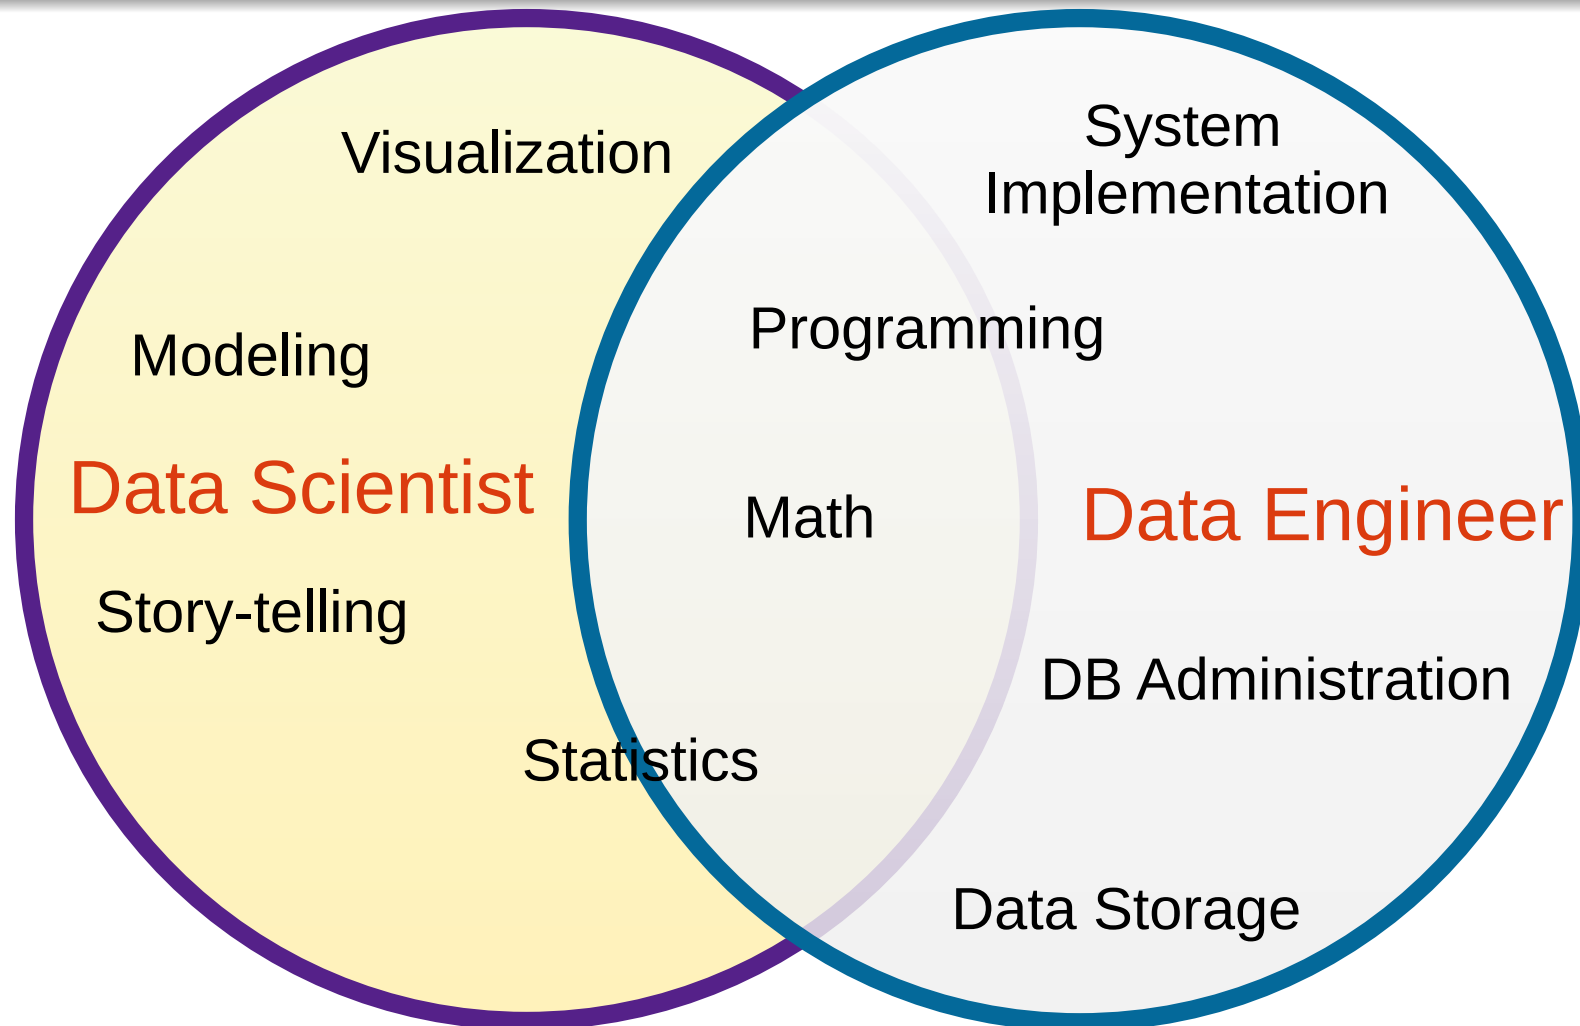 Visualization
System
Implementation
Programming
Modeling
Data Scientist
Math
Data Engineer
Story-telling
DB Administration
Statistics
Data Storage